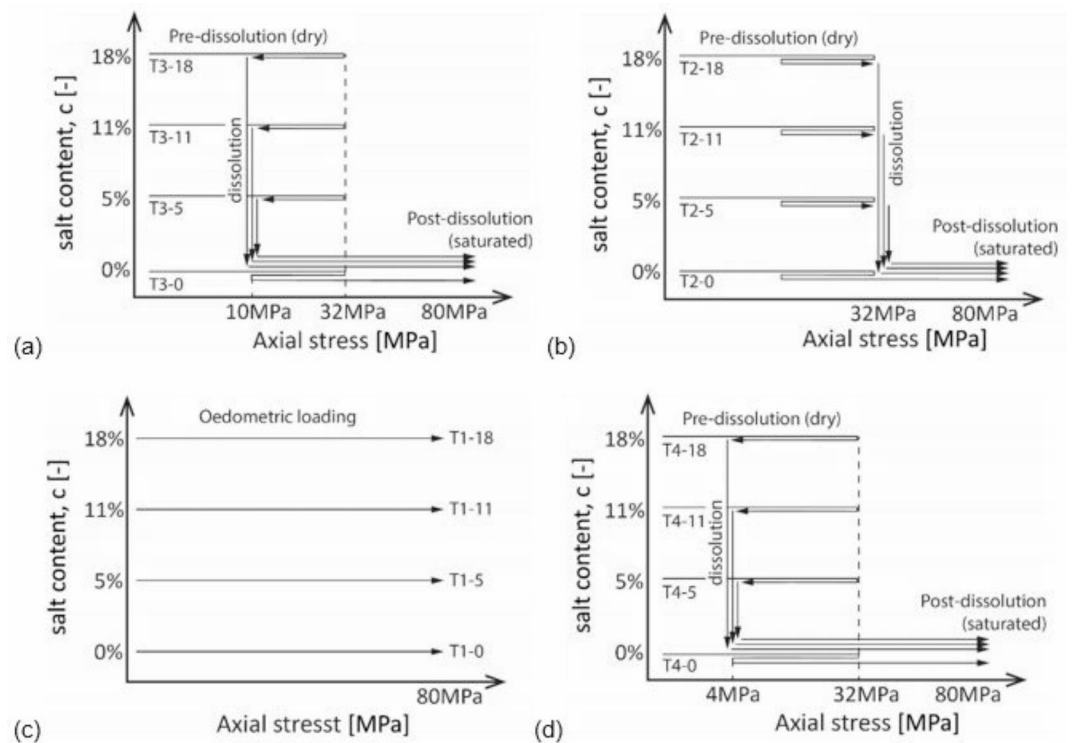 Pre-dissolution (dry)
18%
T3-18
11%
T3-11
5%
T3-5
0%
T3-0
salt content, c [-]
dissolution
Post-dissolution
(saturated)
10MPa 32MPa 80MPa
Axial stress [MPa]
(a)
Pre-dissolution (dry)
18%
T2-18
11%
T2-11
5%
T2-5
0%
T2-0
salt content, c [-]
dissolution
Post-dissolution
(saturated)
32MPa 80MPa
Axial stress [MPa]
(b)
Oedometric loading
18% T1-18
11% T1-11
5% T1-5
0% T1-0
salt content, c [-]
80MPa
Axial stresst [MPa]
(c)
Pre-dissolution (dry)
18%
T4-18
11%
T4-11
5%
T4-5
0%
T4-0
salt content, c [-]
dissolution
Post-dissolution
(saturated)
4MPa 32MPa 80MPa
Axial stress [MPa]
(d)